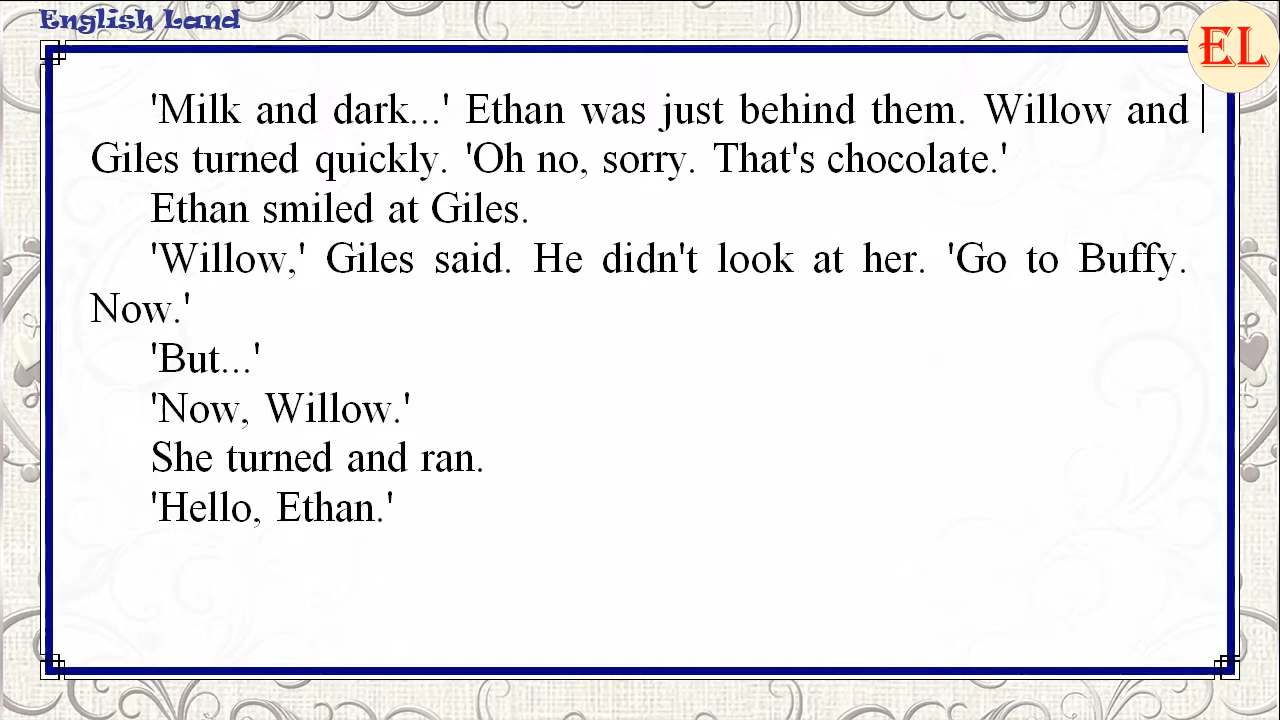 English Land
EL
'Milk and dark...' Ethan was just behind them. Willow and
Giles turned quickly. 'Oh no, sorry. That's chocolate.'
Ethan smiled at Giles.
'Willow,' Giles said. He didn't look at her. 'Go to Buffy.
Now.'
'But...'
'Now, Willow.'
She turned and ran.
'Hello, Ethan.'